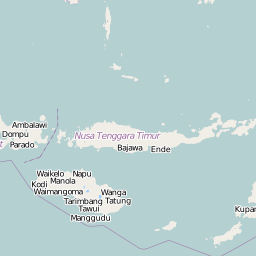 Ambalawi
Dompu
Parado
t
Nusa Tenggara Timur
Bajawa
Ende
Waikelo
Napu
Kodi
Manola
Waimangoma
Wanga
Tarimbang
Tatung
Tawui
Manggudu
Kupan